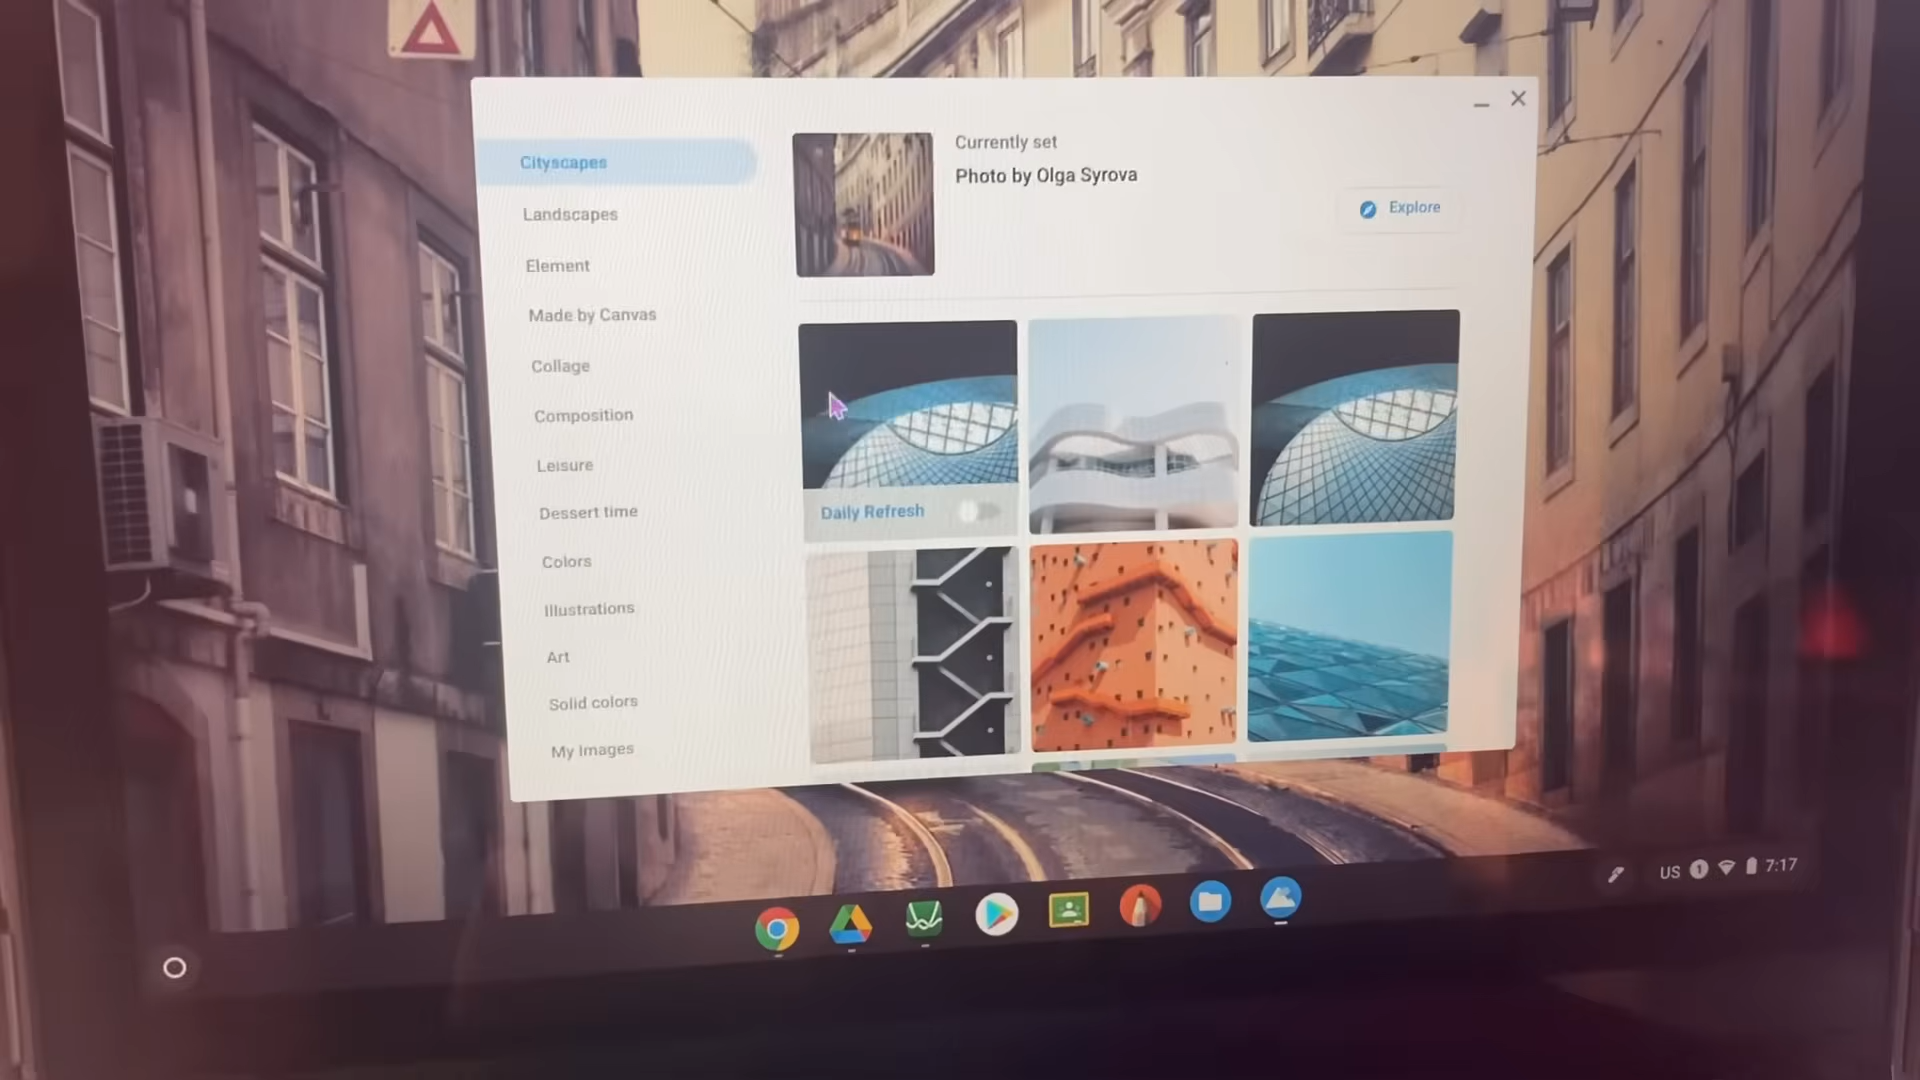 Cityscapes
Landscapes
Element
Made by Canvas
Collage
Composition
Leisure
Dessert time
Colors
Illustrations
Art
Solid colors
My Images
Currently set
Photo by Olga Syrova
Explore
Daily Refresh
US 1 7:17